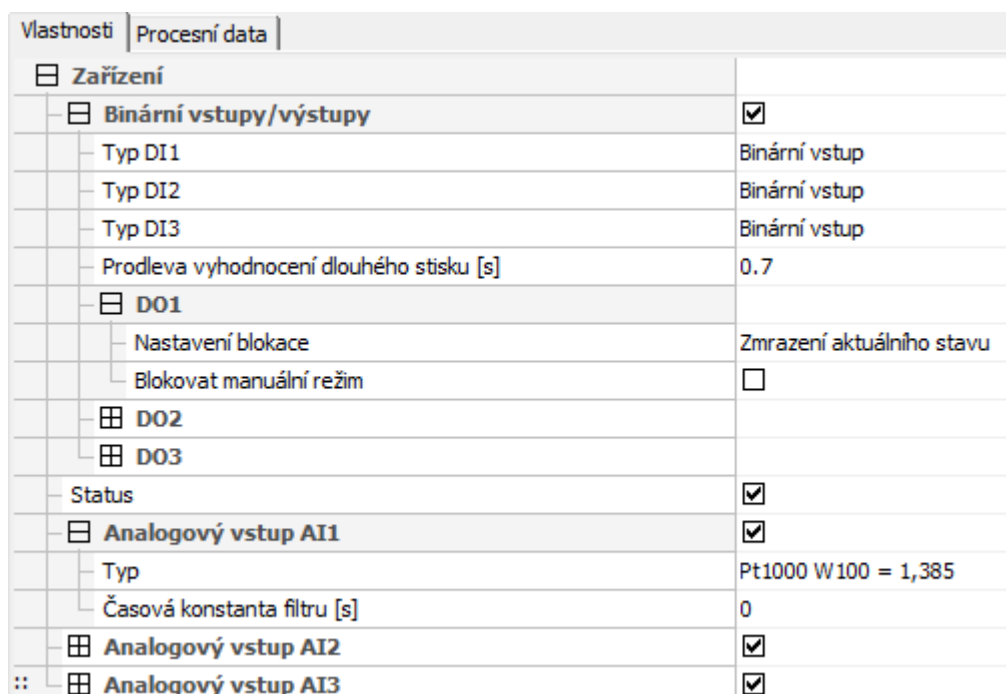 Vlastnosti Procesní data
Zařízení
Binární vstupy/výstupy
Typ DI1 Binární vstup
Typ DI2 Binární vstup
Typ DI3 Binární vstup
Prodleva vyhodnocení dlouhého stisku [s] 0.7
DO1
Nastavení blokace Zmrazení aktuálního stavu
Blokovat manuální režim
DO2
DO3
Status
Analogový vstup AI1
Typ Pt1000 W100 = 1,385
Časová konstanta filtru [s] 0
Analogový vstup AI2
Analogový vstup AI3